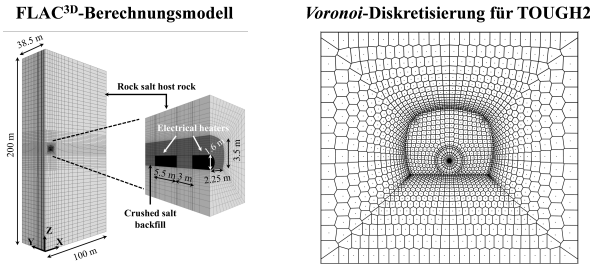 FLAC3D-Berechnungsmodell
Voronoi-Diskretisierung für TOUGH2
38.5 m
Rock salt host rock
Electrical heaters
200 m
1.6 m
3.5 m
5.5 m
3 m
2.25 m
Crushed salt
backfill
Z
Y
X
100 m